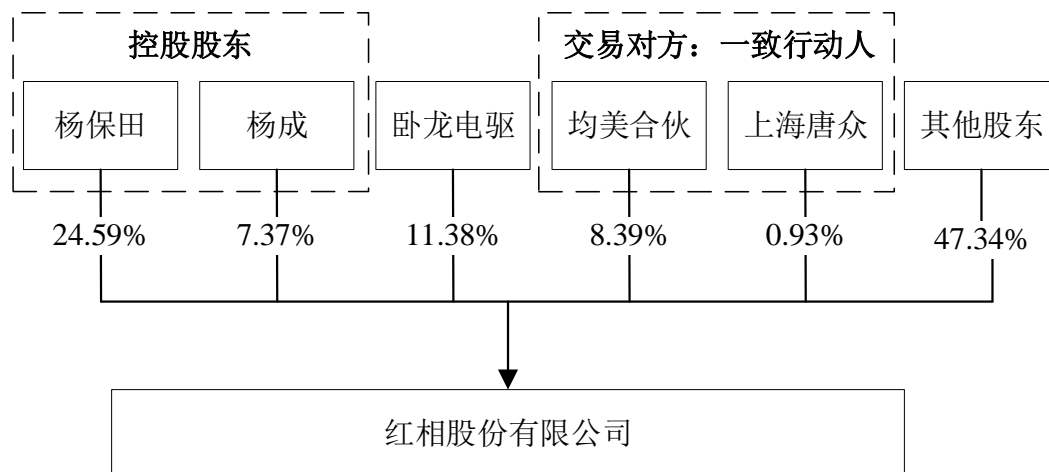 控股股东
交易对方：一致行动人
杨保田
杨成
卧龙电驱
均美合伙
上海唐众
其他股东
24.59%
7.37%
11.38%
8.39%
0.93%
47.34%
红相股份有限公司